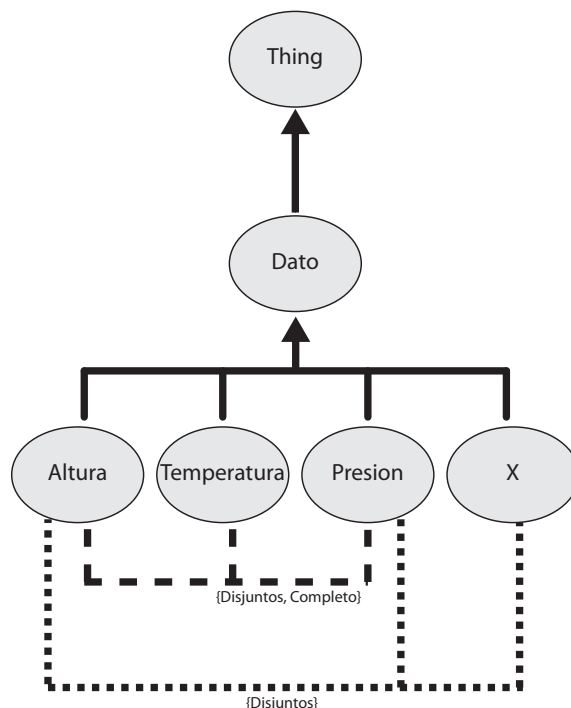 Thing
Dato
Altura
Temperatura
Presion
X
{Disjuntos, Completo}
{Disjuntos}